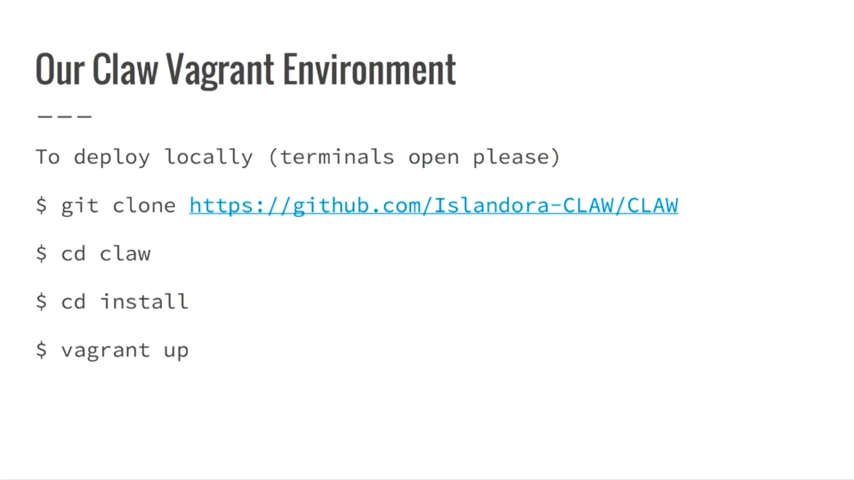 Our Claw Vagrant Environment
To deploy locally (terminals open please)
$ git clone https://github.com/Islandora-CLAW/CLAW
$ cd claw
$ cd install
$ vagrant up